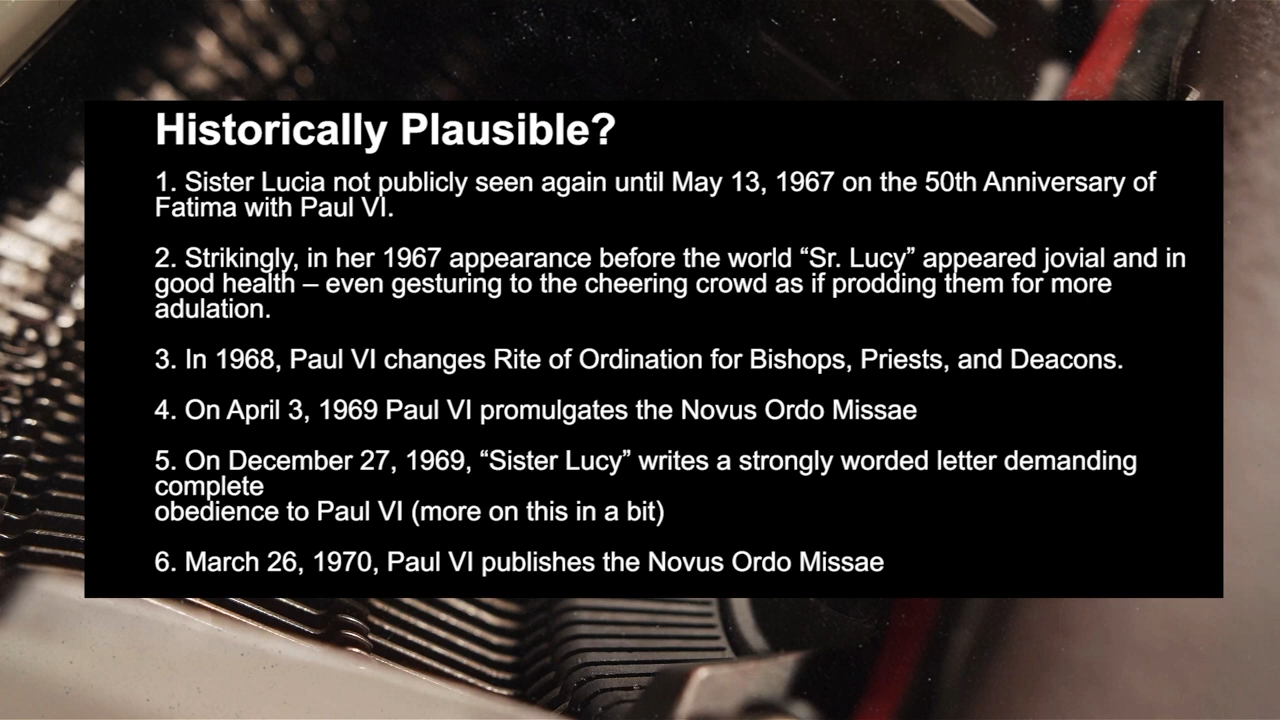 Historically Plausible?
1. Sister Lucia not publicly seen again until May 13, 1967 on the 50th Anniversary of
Fatima with Paul VI.
2. Strikingly, in her 1967 appearance before the world “Sr. Lucy” appeared jovial and in
good health – even gesturing to the cheering crowd as if prodding them for more
adulation.
3. In 1968, Paul VI changes Rite of Ordination for Bishops, Priests, and Deacons.
4. On April 3, 1969 Paul VI promulgates the Novus Ordo Missae
5. On December 27, 1969, “Sister Lucy” writes a strongly worded letter demanding
complete
obedience to Paul VI (more on this in a bit)
6. March 26, 1970, Paul VI publishes the Novus Ordo Missae